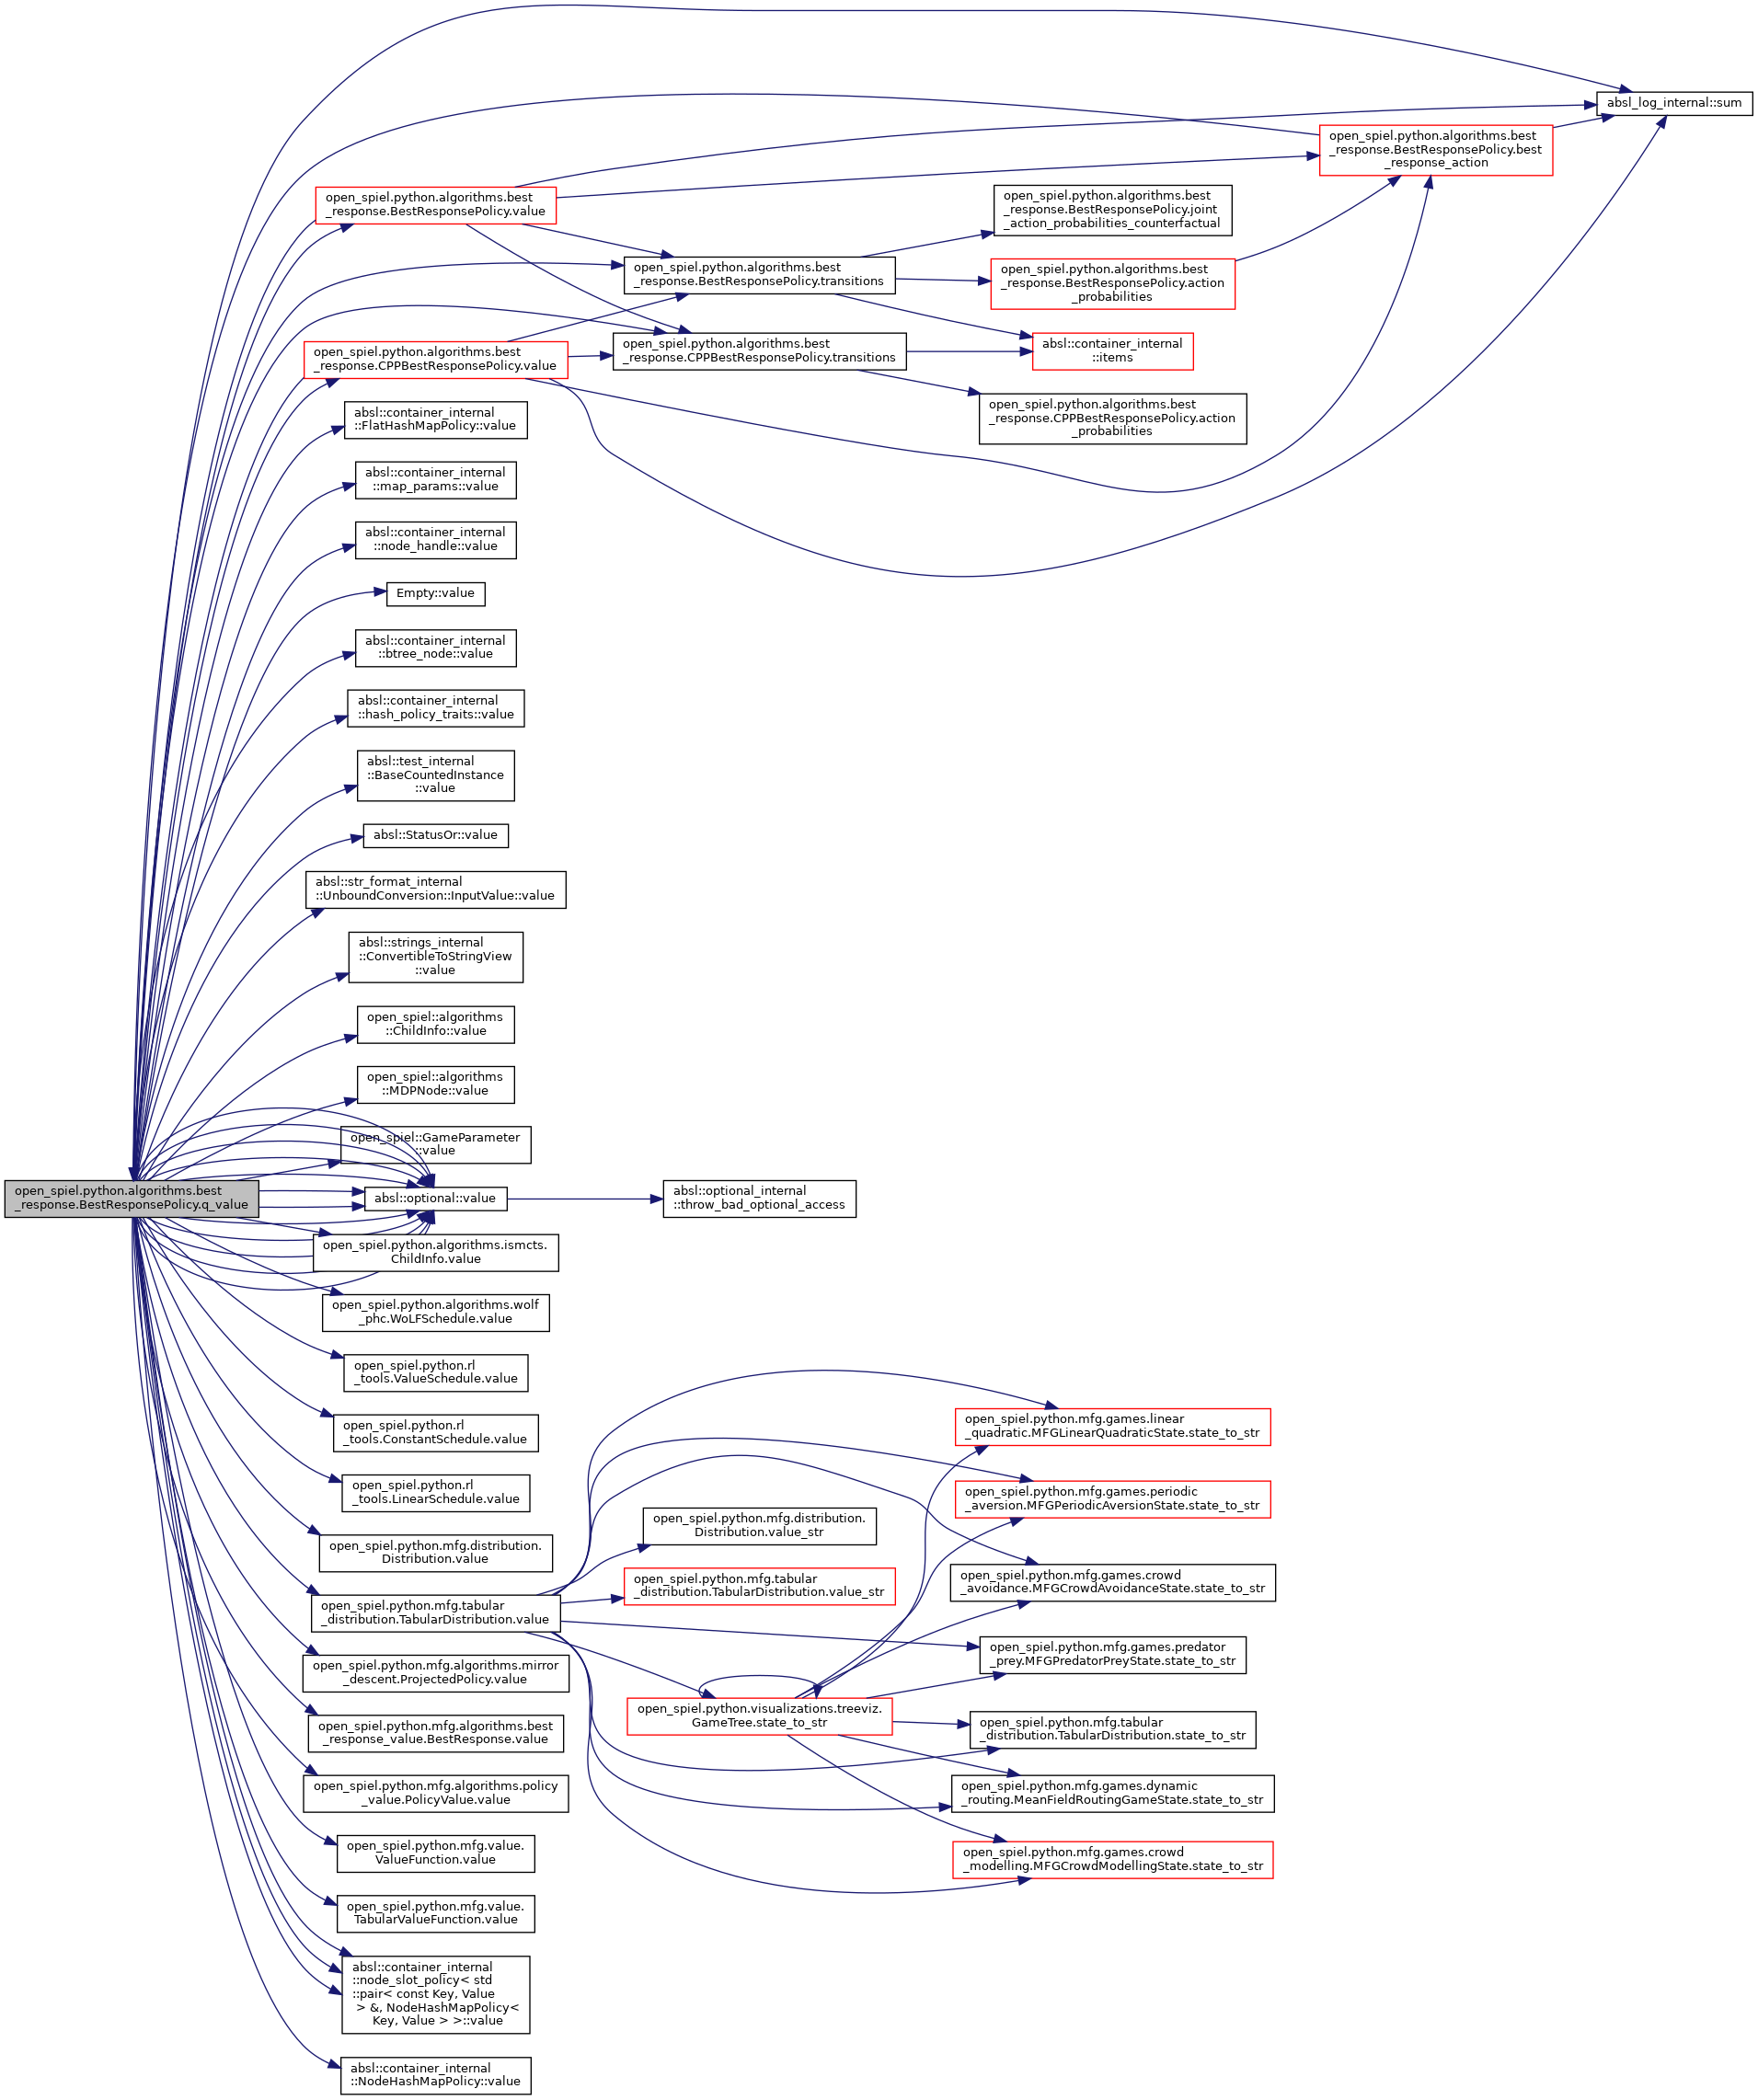 absl_log_internal::sum
open_spiel.python.algorithms.best
_response.BestResponsePolicy.best
_response_action
open_spiel.python.algorithms.best
_response.BestResponsePolicy.value
open_spiel.python.algorithms.best
_response.BestResponsePolicy.joint
_action_probabilities_counterfactual
open_spiel.python.algorithms.best
_response.BestResponsePolicy.transitions
open_spiel.python.algorithms.best
_response.BestResponsePolicy.action
_probabilities
open_spiel.python.algorithms.best
_response.CPPBestResponsePolicy.value
open_spiel.python.algorithms.best
_response.CPPBestResponsePolicy.transitions
absl::container_internal
::items
open_spiel.python.algorithms.best
_response.CPPBestResponsePolicy.action
_probabilities
absl::container_internal
::FlatHashMapPolicy::value
absl::container_internal
::map_params::value
absl::container_internal
::node_handle::value
Empty::value
absl::container_internal
::btree_node::value
absl::container_internal
::hash_policy_traits::value
absl::test_internal
::BaseCountedInstance
::value
absl::StatusOr::value
absl::str_format_internal
::UnboundConversion::InputValue::value
absl::strings_internal
::ConvertibleToStringView
::value
open_spiel::algorithms
::ChildInfo::value
open_spiel::algorithms
::MDPNode::value
open_spiel::GameParameter
::value
open_spiel.python.algorithms.best
_response.BestResponsePolicy.q_value
absl::optional::value
absl::optional_internal
::throw_bad_optional_access
open_spiel.python.algorithms.ismcts.
ChildInfo.value
open_spiel.python.algorithms.wolf
_phc.WoLFSchedule.value
open_spiel.python.rl
_tools.ValueSchedule.value
open_spiel.python.rl
_tools.ConstantSchedule.value
open_spiel.python.rl
_tools.LinearSchedule.value
open_spiel.python.mfg.distribution.
Distribution.value
open_spiel.python.mfg.tabular
_distribution.TabularDistribution.value
open_spiel.python.mfg.games.linear
_quadratic.MFGLinearQuadraticState.state_to_str
open_spiel.python.mfg.games.periodic
_aversion.MFGPeriodicAversionState.state_to_str
open_spiel.python.mfg.distribution.
Distribution.value_str
open_spiel.python.mfg.tabular
_distribution.TabularDistribution.value_str
open_spiel.python.mfg.games.crowd
_avoidance.MFGCrowdAvoidanceState.state_to_str
open_spiel.python.mfg.games.predator
_prey.MFGPredatorPreyState.state_to_str
open_spiel.python.visualizations.treeviz.
GameTree.state_to_str
open_spiel.python.mfg.tabular
_distribution.TabularDistribution.state_to_str
open_spiel.python.mfg.games.dynamic
_routing.MeanFieldRoutingGameState.state_to_str
open_spiel.python.mfg.games.crowd
_modelling.MFGCrowdModellingState.state_to_str
open_spiel.python.mfg.algorithms.mirror
_descent.ProjectedPolicy.value
open_spiel.python.mfg.algorithms.best
_response_value.BestResponse.value
open_spiel.python.mfg.algorithms.policy
_value.PolicyValue.value
open_spiel.python.mfg.value.
ValueFunction.value
open_spiel.python.mfg.value.
TabularValueFunction.value
absl::container_internal
::node_slot_policy< std
::pair< const Key, Value
> &, NodeHashMapPolicy<
Key, Value > >::value
absl::container_internal
::NodeHashMapPolicy::value